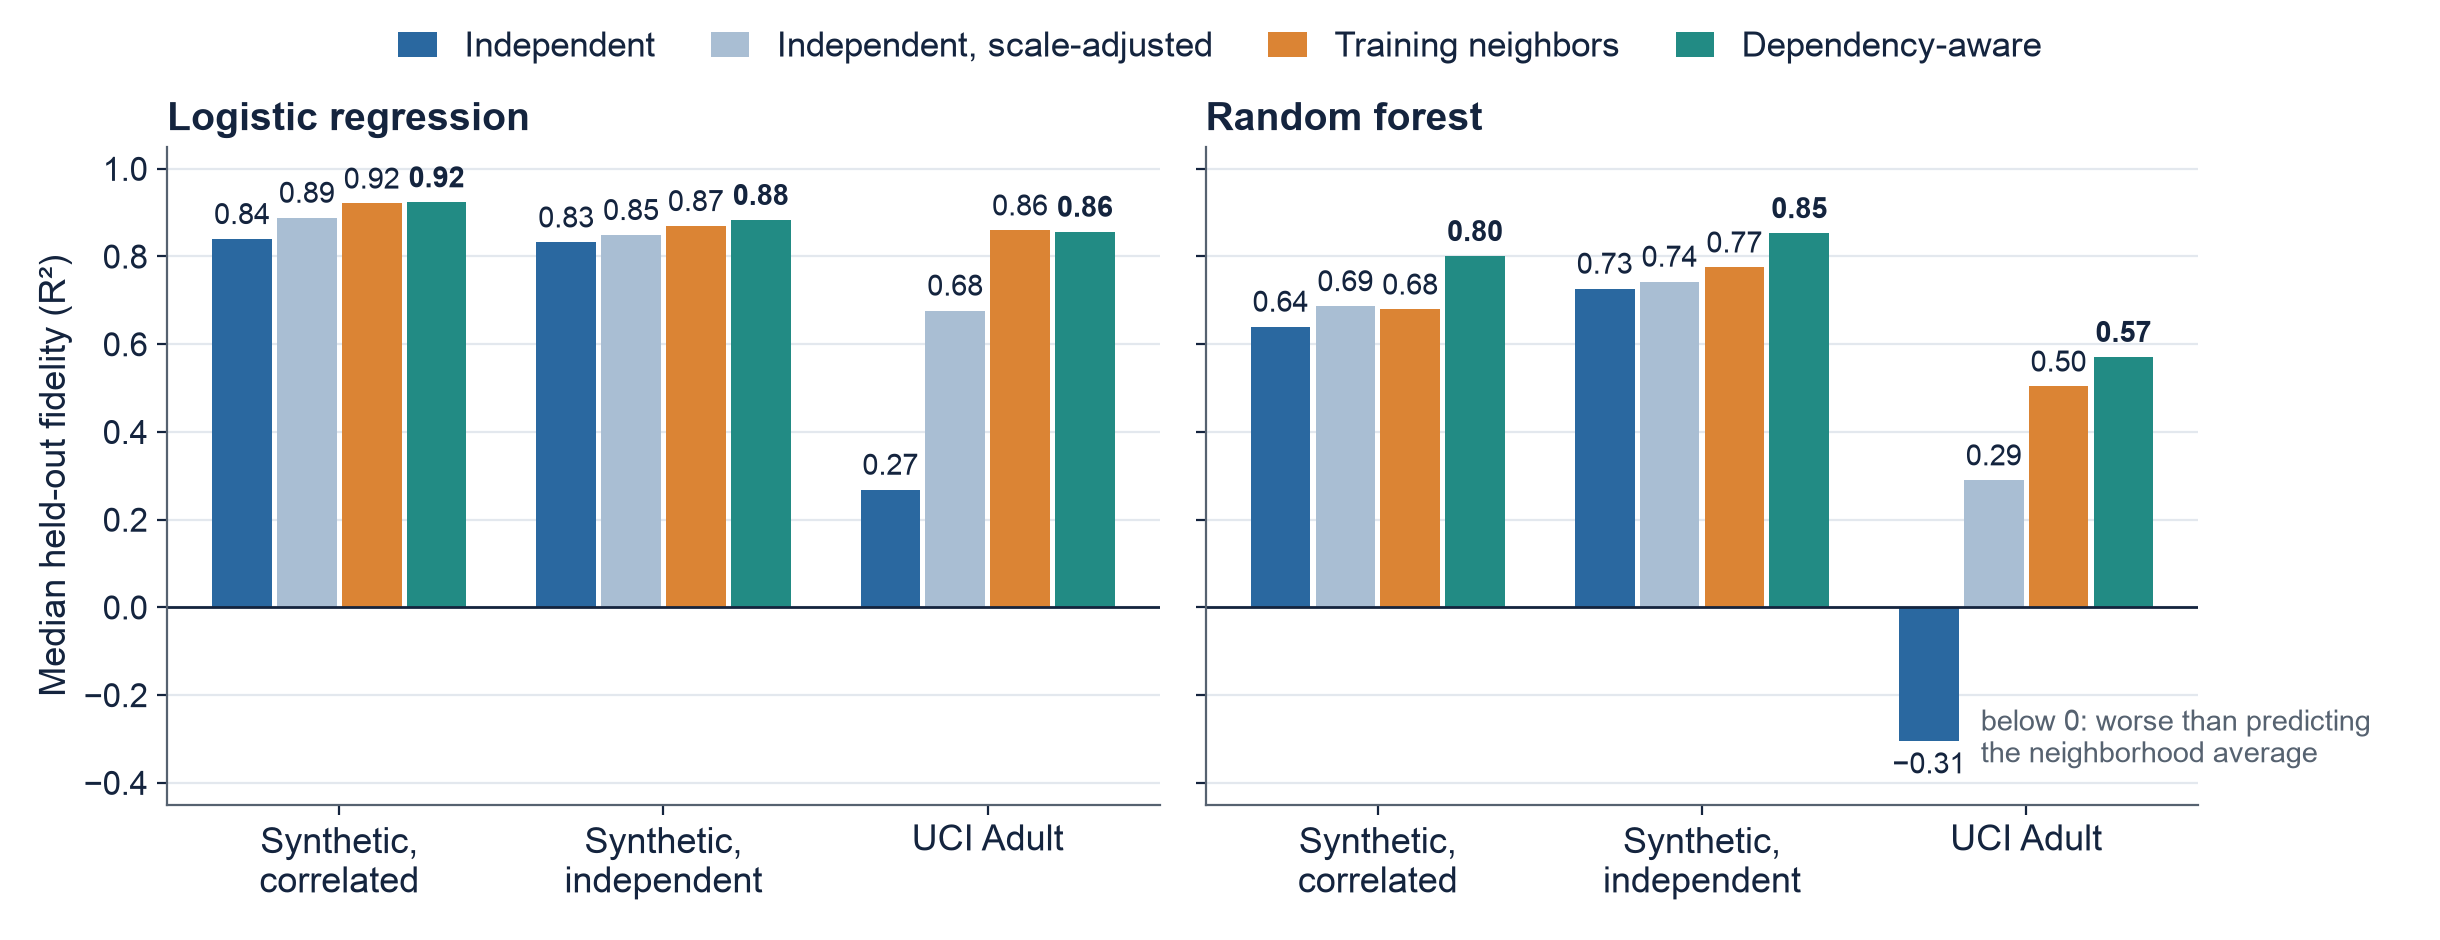 Independent
Independent, scale-adjusted
Training neighbors
Dependency-aware
Logistic regression
Median held-out fidelity (R²)
1.0
0.8
0.6
0.4
0.2
0.0
−0.2
−0.4
0.84
0.89
0.92
0.92
0.83
0.85
0.87
0.88
0.27
0.68
0.86
0.86
Synthetic,
correlated
Synthetic,
independent
UCI Adult
Random forest
0.64
0.69
0.68
0.80
0.73
0.74
0.77
0.85
−0.31
0.29
0.50
0.57
below 0: worse than predicting
the neighborhood average
Synthetic,
correlated
Synthetic,
independent
UCI Adult